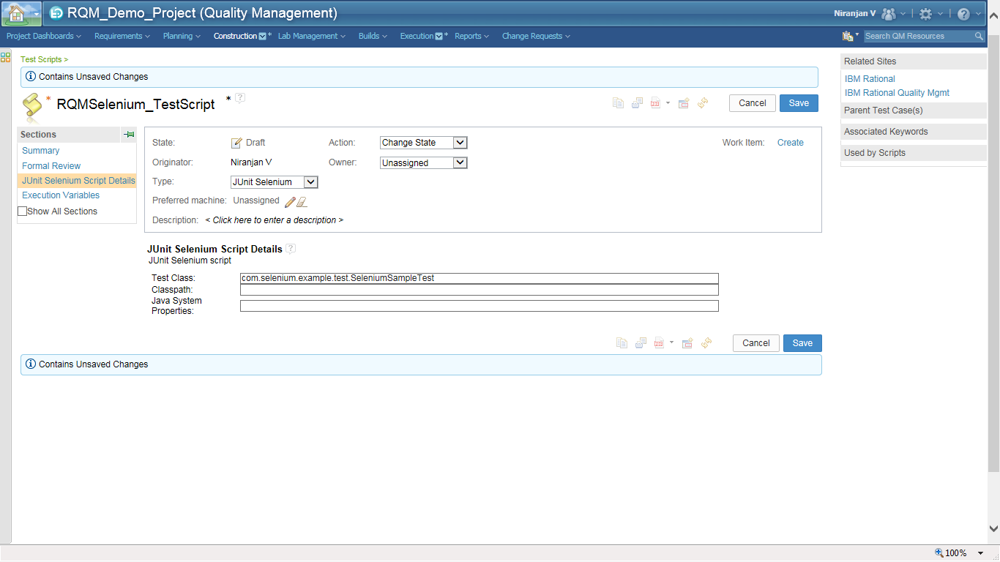 RQM_Demo_Project (Quality Management) Niranjan V
Project Dashboards Requirements Planning Construction * Lab Management Builds Execution * Reports Change Requests Search QM Resources
Test Scripts >
Contains Unsaved Changes
* RQMSelenium_TestScript * ? Cancel Save
Sections
Summary
Formal Review
JUnit Selenium Script Details
Execution Variables
Show All Sections
State: Draft Action: Change State Work Item: Create
Originator: Niranjan V Owner: Unassigned
Type: JUnit Selenium
Preferred machine: Unassigned
Description: < Click here to enter a description >
JUnit Selenium Script Details ?
JUnit Selenium script
Test Class: com.selenium.example.test.SeleniumSampleTest
Classpath:
Java System
Properties:
Cancel Save
Contains Unsaved Changes
Related Sites
IBM Rational
IBM Rational Quality Mgmt
Parent Test Case(s)
Associated Keywords
Used by Scripts
100%